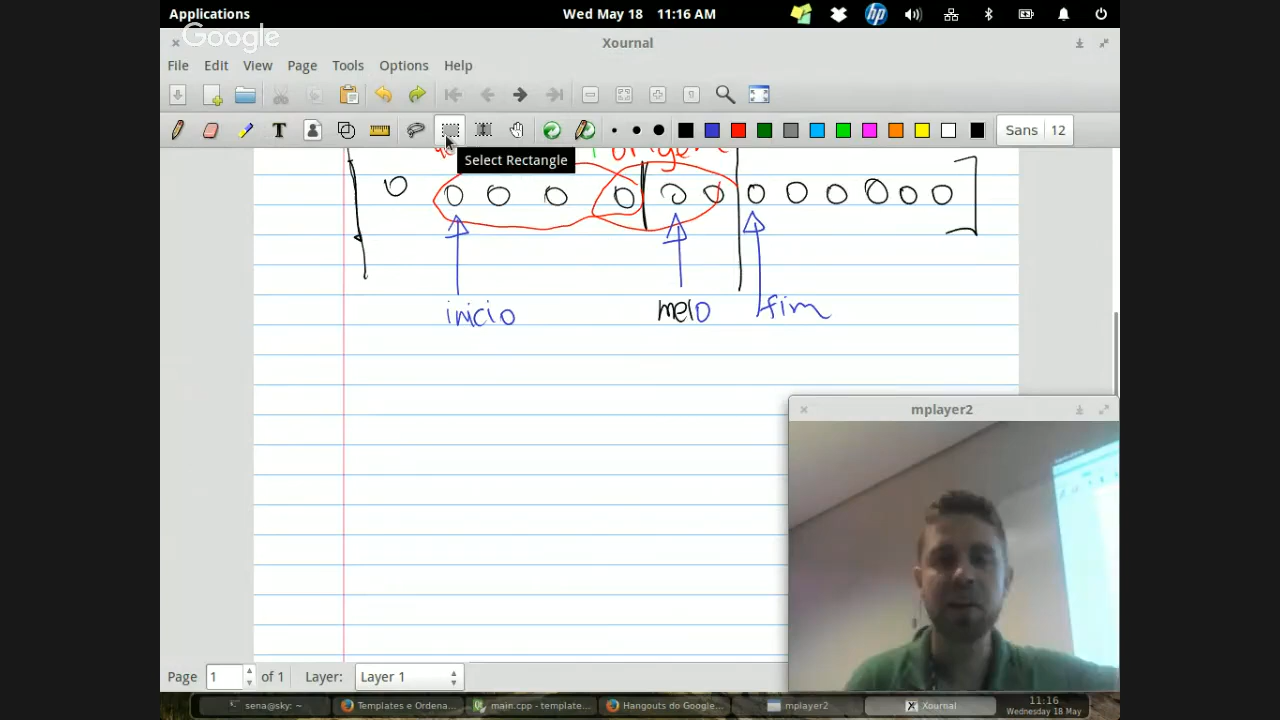 Applications Wed May 18 11:16 AM
Google
Xournal
File Edit View Page Tools Options Help
T Sans 12
Select Rectangle
inicio meio fim
mplayer2
Page 1 of 1 Layer: Layer 1
sena@sky: ~ Templates e Ordena... main.cpp - template... Hangouts do Google... mplayer2 Xournal 11:16
Wednesday 18 May